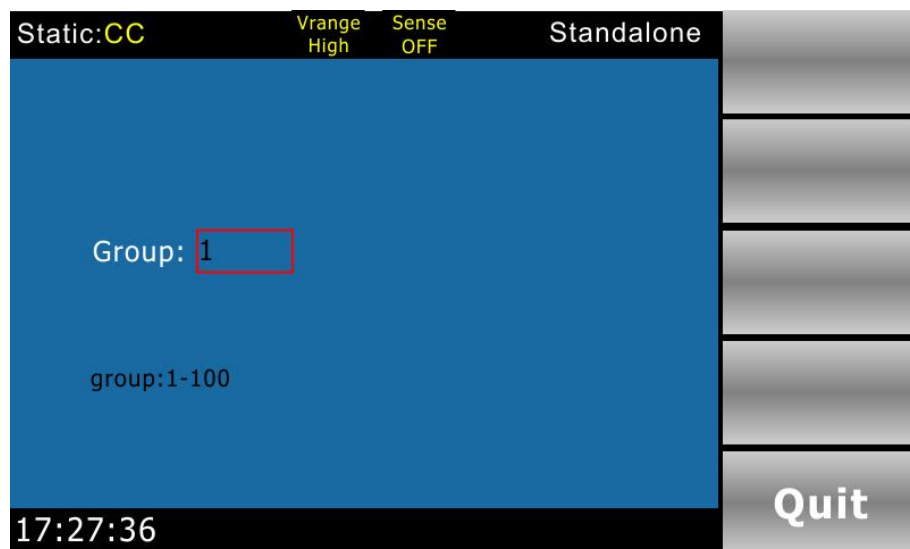 Static:CC
Vrange
High
Sense
OFF
Standalone
Group: 1
group:1-100
Quit
17:27:36